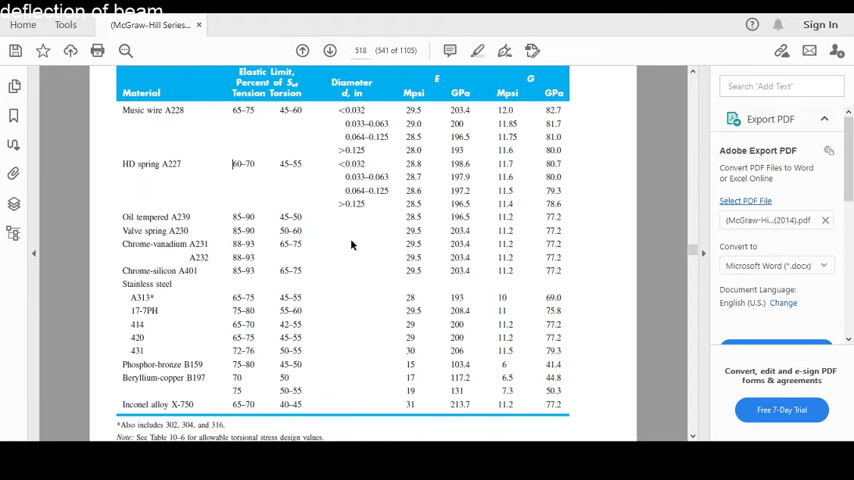 deflection of beam
Home Tools (McGraw-Hill Series... × Sign In
518 (541 of 1105)
Elastic Limit,
Percent of Sut Diameter E G
Material Tension Torsion d, in Mpsi GPa Mpsi GPa
Music wire A228 65–75 45–60 <0.032 29.5 203.4 12.0 82.7
0.033–0.063 29.0 200 11.85 81.7
0.064–0.125 28.5 196.5 11.75 81.0
>0.125 28.0 193 11.6 80.0
HD spring A227 60–70 45–55 <0.032 28.8 198.6 11.7 80.7
0.033–0.063 28.7 197.9 11.6 80.0
0.064–0.125 28.6 197.2 11.5 79.3
>0.125 28.5 196.5 11.4 78.6
Oil tempered A239 85–90 45–50 28.5 196.5 11.2 77.2
Valve spring A230 85–90 50–60 29.5 203.4 11.2 77.2
Chrome-vanadium A231 88–93 65–75 29.5 203.4 11.2 77.2
A232 88–93 29.5 203.4 11.2 77.2
Chrome-silicon A401 85–93 65–75 29.5 203.4 11.2 77.2
Stainless steel
A313* 65–75 45–55 28 193 10 69.0
17-7PH 75–80 55–60 29.5 208.4 11 75.8
414 65–70 42–55 29 200 11.2 77.2
420 65–75 45–55 29 200 11.2 77.2
431 72–76 50–55 30 206 11.5 79.3
Phosphor-bronze B159 75–80 45–50 15 103.4 6 41.4
Beryllium-copper B197 70 50 17 117.2 6.5 44.8
75 50–55 19 131 7.3 50.3
Inconel alloy X-750 65–70 40–45 31 213.7 11.2 77.2
*Also includes 302, 304, and 316.
Note: See Table 10–6 for allowable torsional stress design values.
Search 'Add Text'
Export PDF
Adobe Export PDF
Convert PDF Files to Word
or Excel Online
Select PDF File
(McGraw-Hi...(2014).pdf ×
Convert to
Microsoft Word (*.docx)
Document Language:
English (U.S.) Change
Convert, edit and e-sign PDF
forms & agreements
Free 7-Day Trial